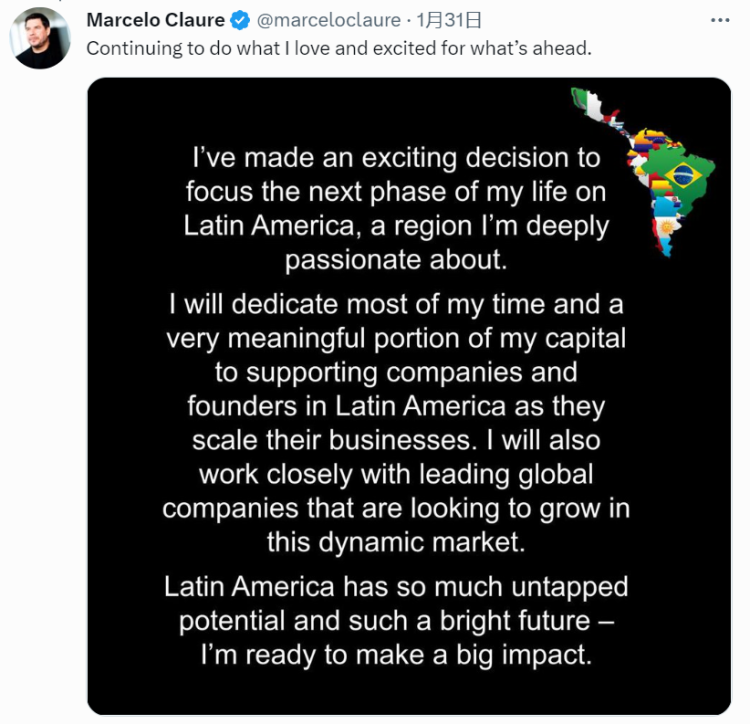 Marcelo Claure @marceloclaure · 1月31日
Continuing to do what I love and excited for what’s ahead.
I’ve made an exciting decision to
focus the next phase of my life on
Latin America, a region I’m deeply
passionate about.
I will dedicate most of my time and a
very meaningful portion of my capital
to supporting companies and
founders in Latin America as they
scale their businesses. I will also
work closely with leading global
companies that are looking to grow in
this dynamic market.
Latin America has so much untapped
potential and such a bright future –
I’m ready to make a big impact.